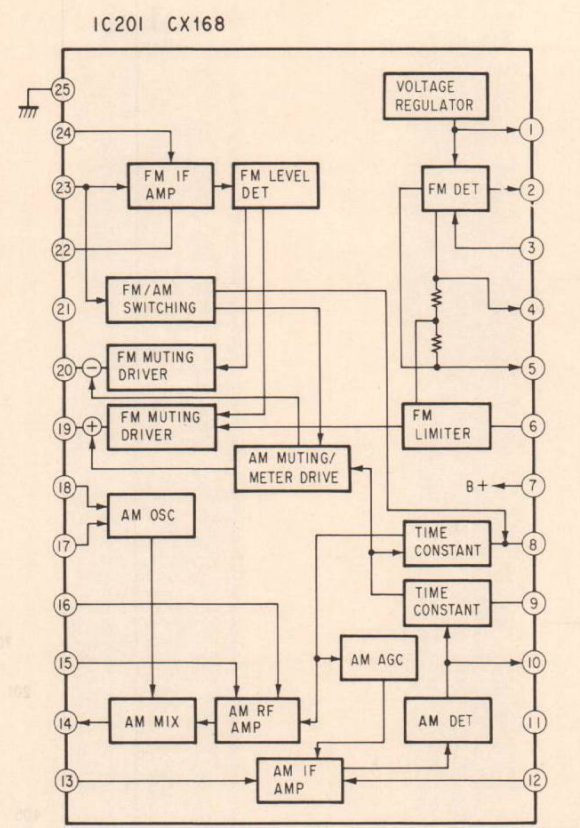 IC201 CX168
25
VOLTAGE
REGULATOR
24
1
23
FM IF
AMP
FM LEVEL
DET
FM DET
2
22
3
21
FM/AM
SWITCHING
4
20
−
FM MUTING
DRIVER
5
19
+
FM MUTING
DRIVER
FM
LIMITER
6
AM MUTING/
METER DRIVE
18
B+
7
AM OSC
17
TIME
CONSTANT
8
16
TIME
CONSTANT
9
15
AM AGC
10
14
AM MIX
AM RF
AMP
AM DET
11
13
AM IF
AMP
12